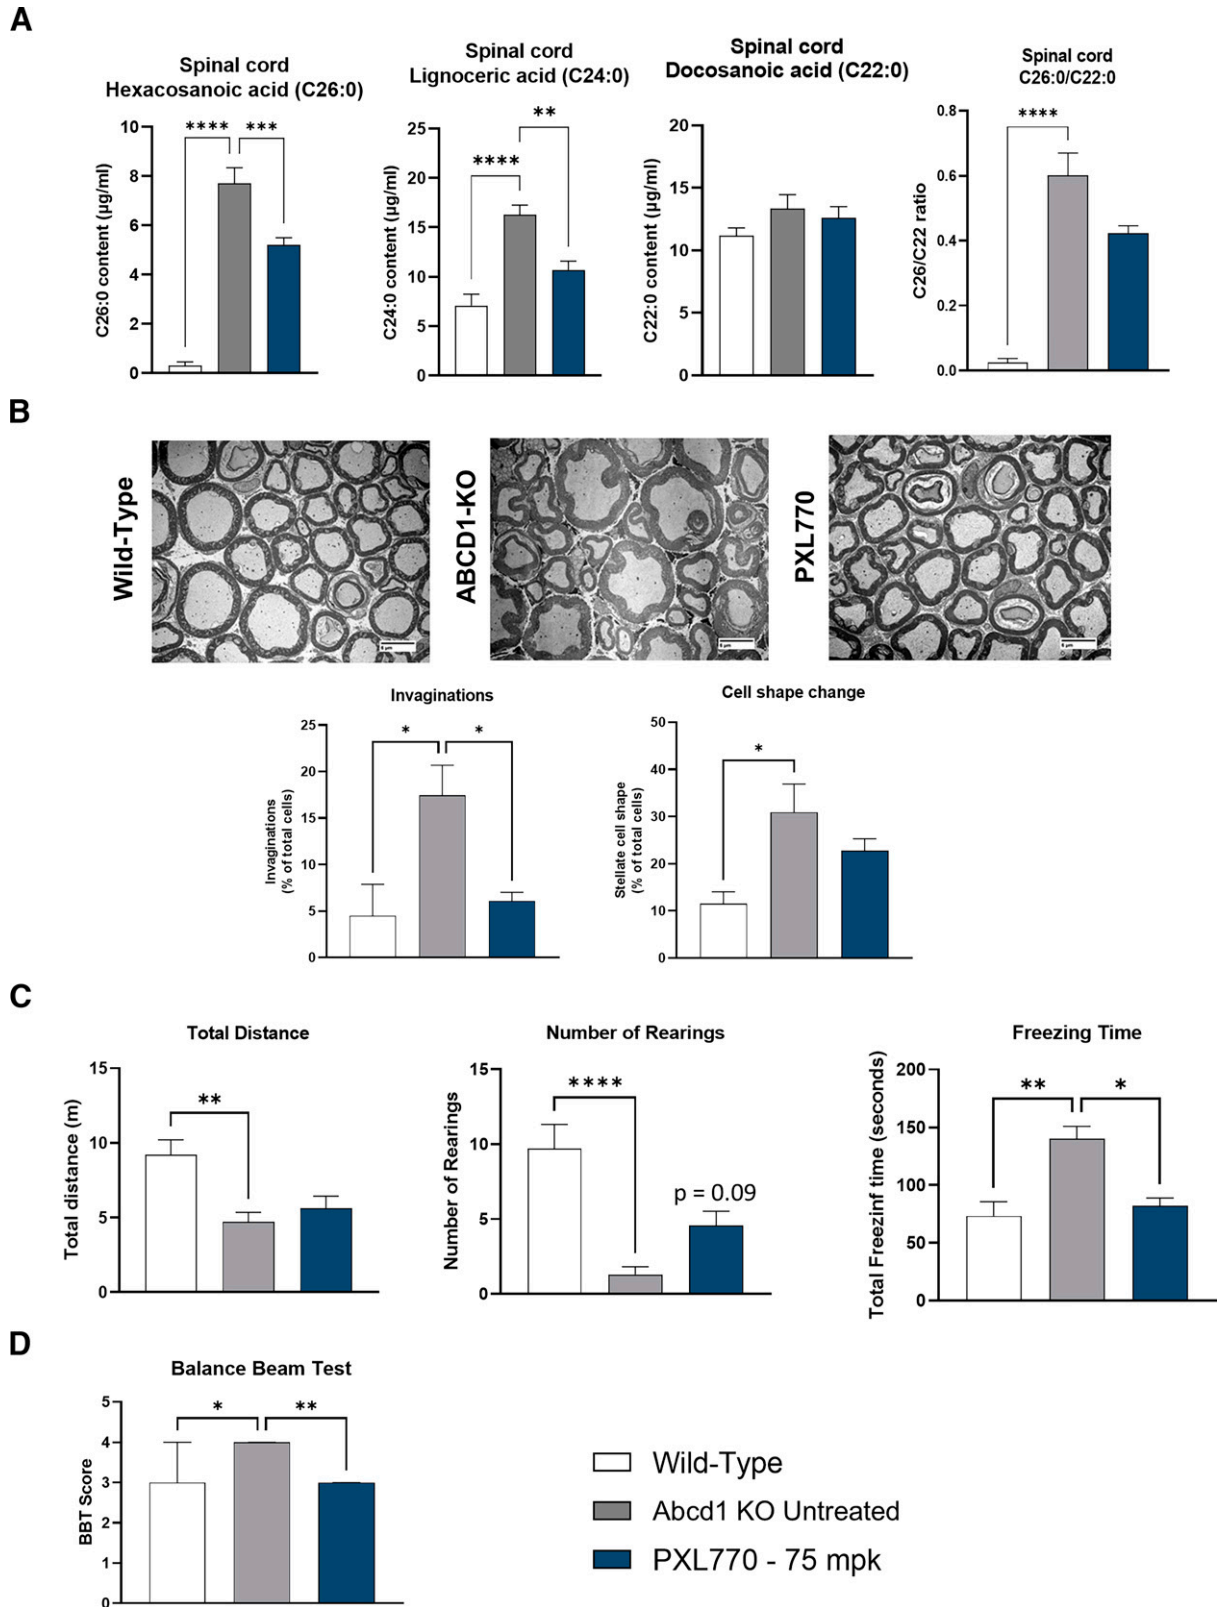 A
Spinal cord
Hexacosanoic acid (C26:0)
C26:0 content (µg/ml)
10
8
6
4
2
0
****
***
Spinal cord
Lignoceric acid (C24:0)
C24:0 content (µg/ml)
25
20
15
10
5
0
****
**
Spinal cord
Docosanoic acid (C22:0)
C22:0 content (µg/ml)
20
15
10
5
0
Spinal cord
C26:0/C22:0
C26/C22 ratio
0.8
0.6
0.4
0.2
0.0
****
B
Wild-Type
ABCD1-KO
PXL770
Invaginations
Invaginations
(% of total cells)
25
20
15
10
5
0
*
*
Cell shape change
Stellate cell shape
(% of total cells)
50
40
30
20
10
0
*
C
Total Distance
Total distance (m)
15
10
5
0
**
Number of Rearings
Number of Rearings
15
10
5
0
****
p = 0.09
Freezing Time
Total Freezinf time (seconds)
200
150
100
50
0
**
*
D
Balance Beam Test
BBT Score
5
4
3
2
1
0
*
**
Wild-Type
Abcd1 KO Untreated
PXL770 - 75 mpk